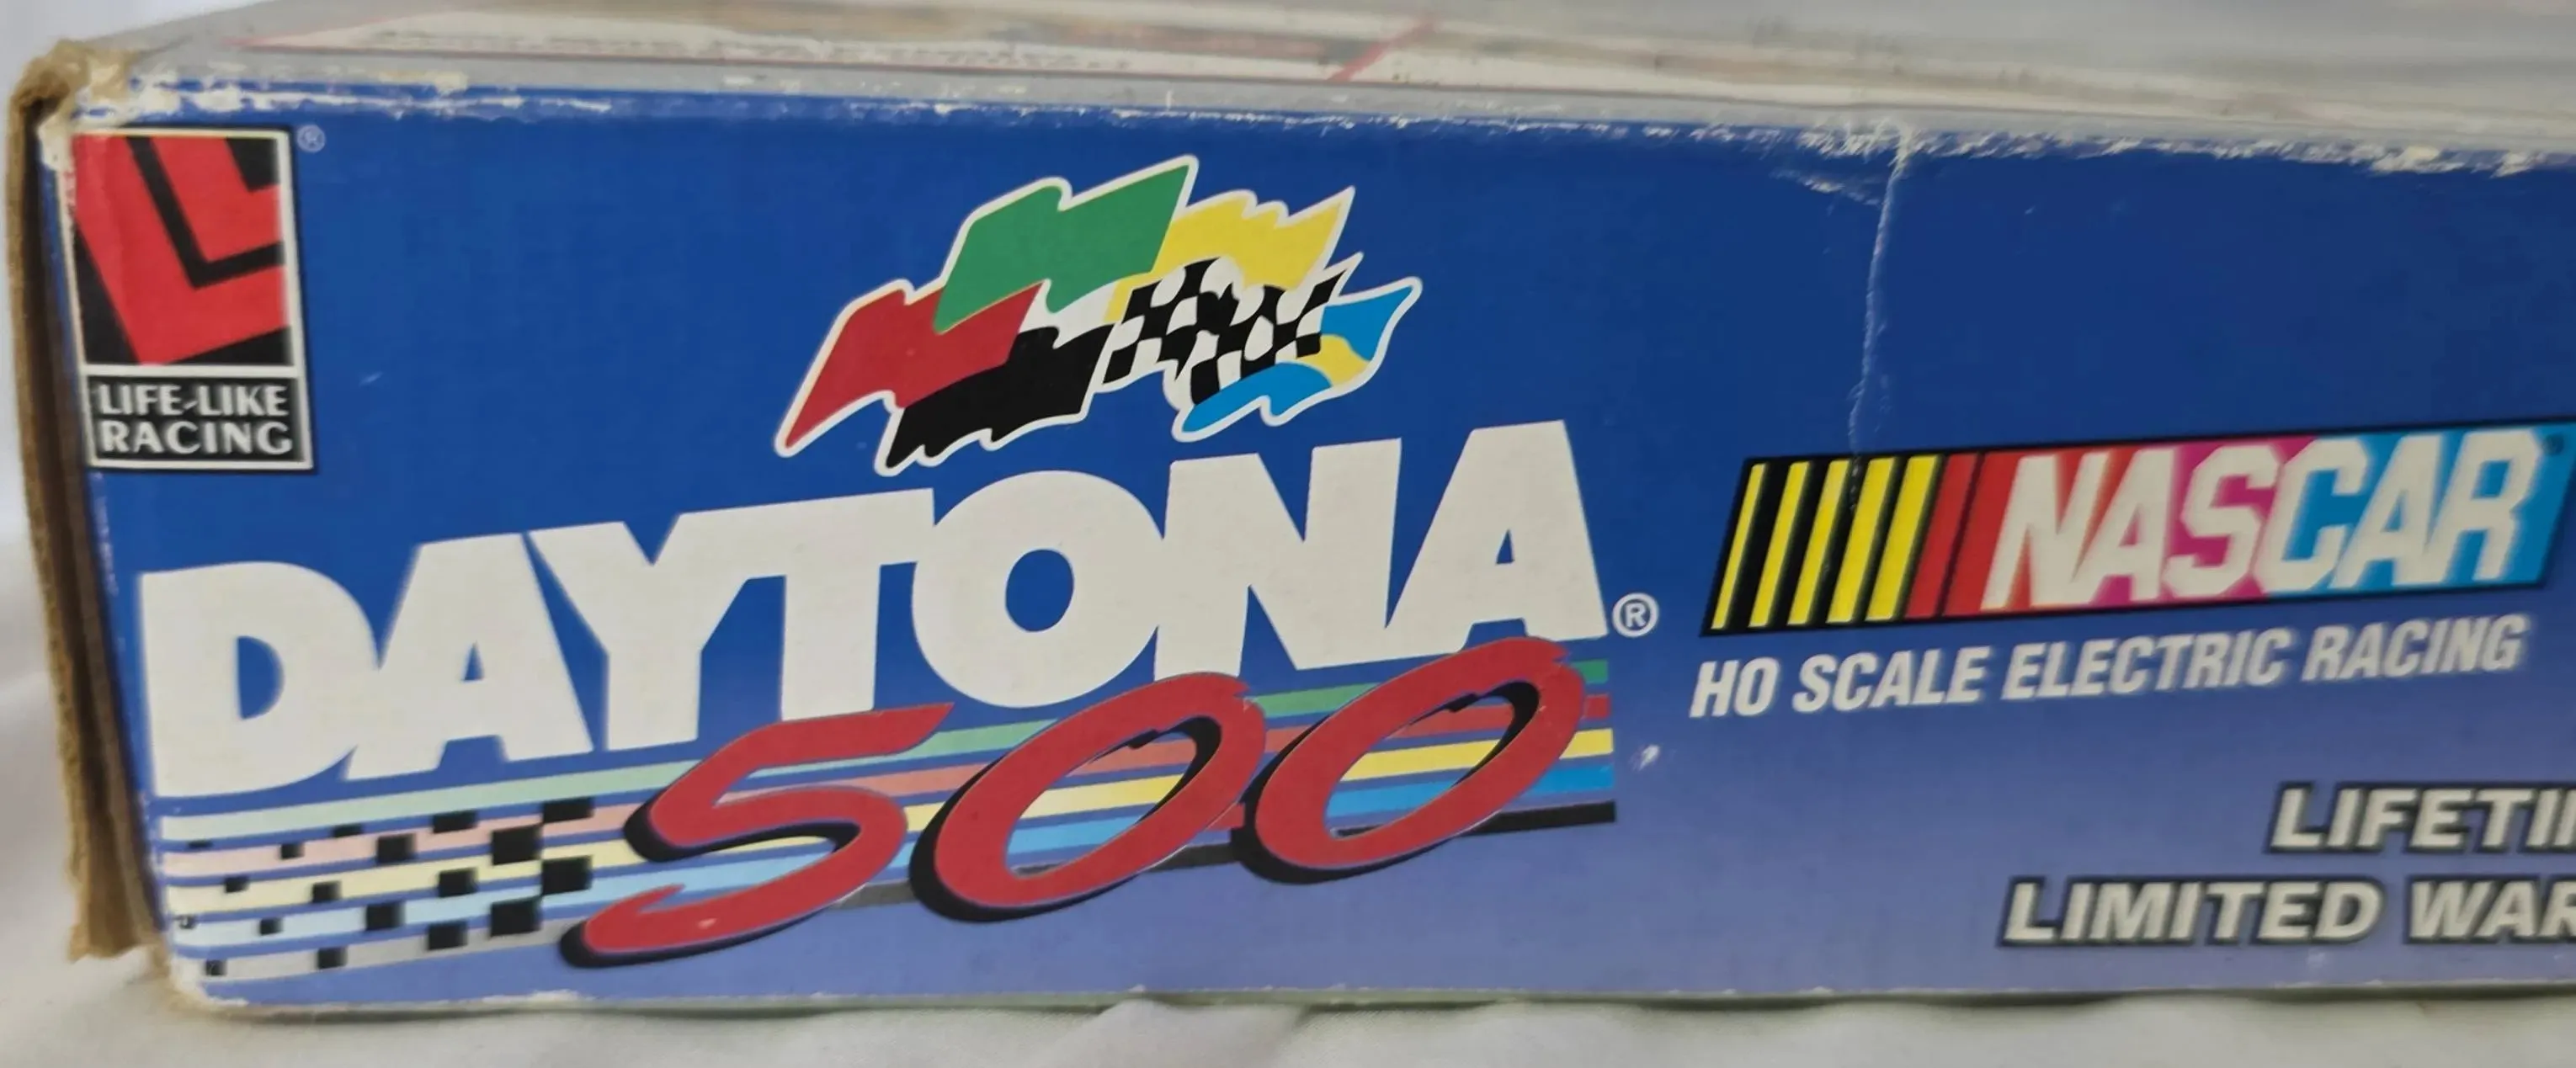 ®
LIFE-LIKE
RACING
DAYTONA®
500
NASCAR
HO SCALE ELECTRIC RACING
LIFETI
LIMITED WAR